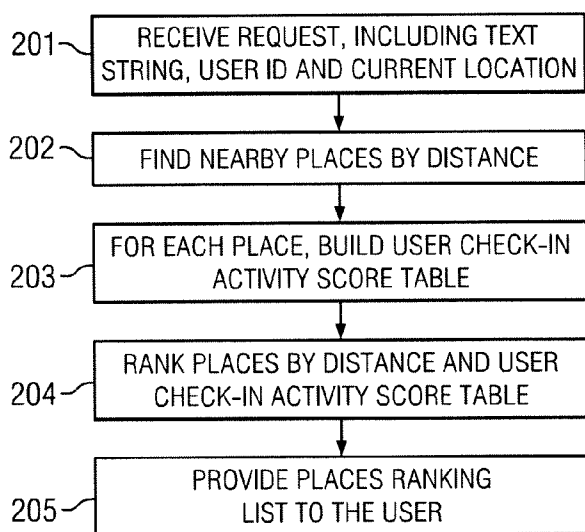 201
RECEIVE REQUEST, INCLUDING TEXT
STRING, USER ID AND CURRENT LOCATION
202
FIND NEARBY PLACES BY DISTANCE
203
FOR EACH PLACE, BUILD USER CHECK-IN
ACTIVITY SCORE TABLE
204
RANK PLACES BY DISTANCE AND USER
CHECK-IN ACTIVITY SCORE TABLE
205
PROVIDE PLACES RANKING
LIST TO THE USER